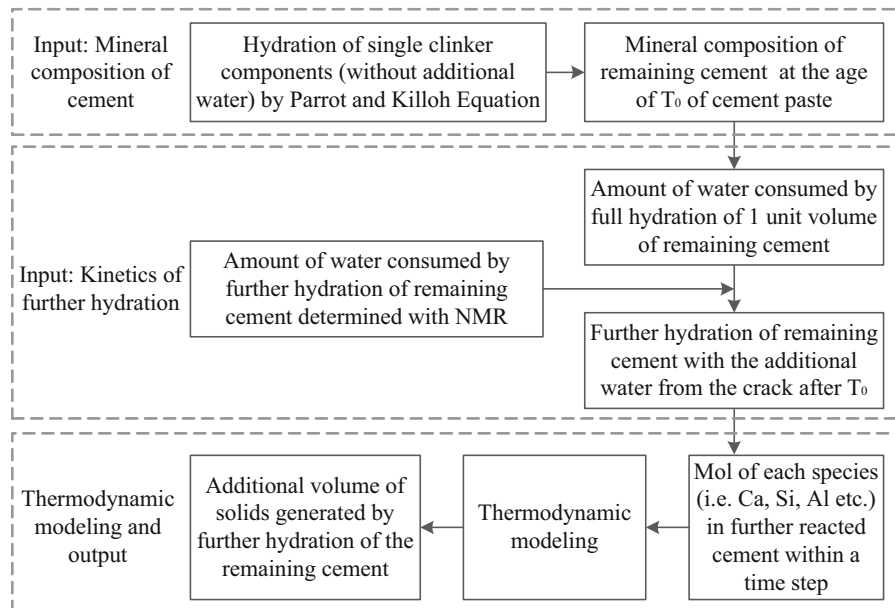 Input: Mineral
composition of
cement
Hydration of single clinker
components (without additional
water) by Parrot and Killoh Equation
Mineral composition of
remaining cement at the age
of T₀ of cement paste
Input: Kinetics of
further hydration
Amount of water consumed by
full hydration of 1 unit volume
of remaining cement
Amount of water consumed by
further hydration of remaining
cement determined with NMR
Further hydration of remaining
cement with the additional
water from the crack after T₀
Thermodynamic
modeling and
output
Additional volume of
solids generated by
further hydration of the
remaining cement
Thermodynamic
modeling
Mol of each species
(i.e. Ca, Si, Al etc.)
in further reacted
cement within a
time step